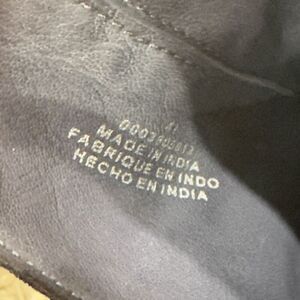 MADE IN INDIA
FABRIQUE EN INDO
HECHO EN INDIA